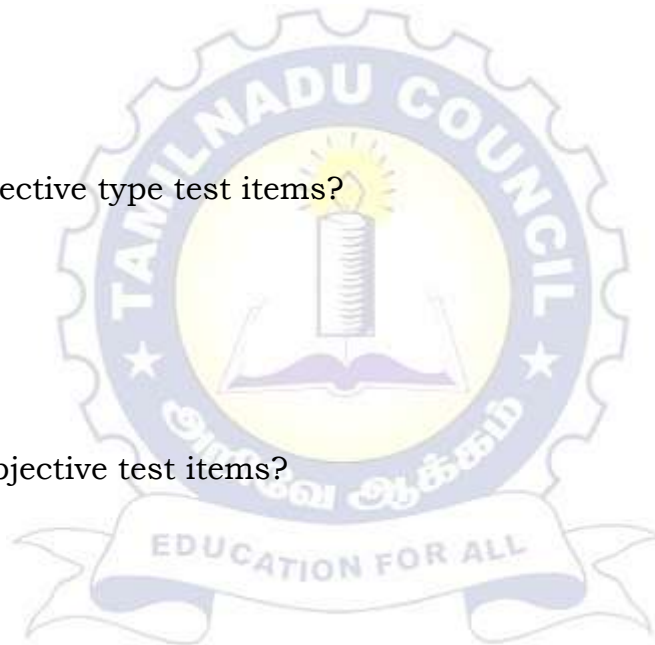 TAMILNADU COUNCIL
ective type test items?
bjective test items?
அறிவே ஆக்கம்
EDUCATION FOR ALL